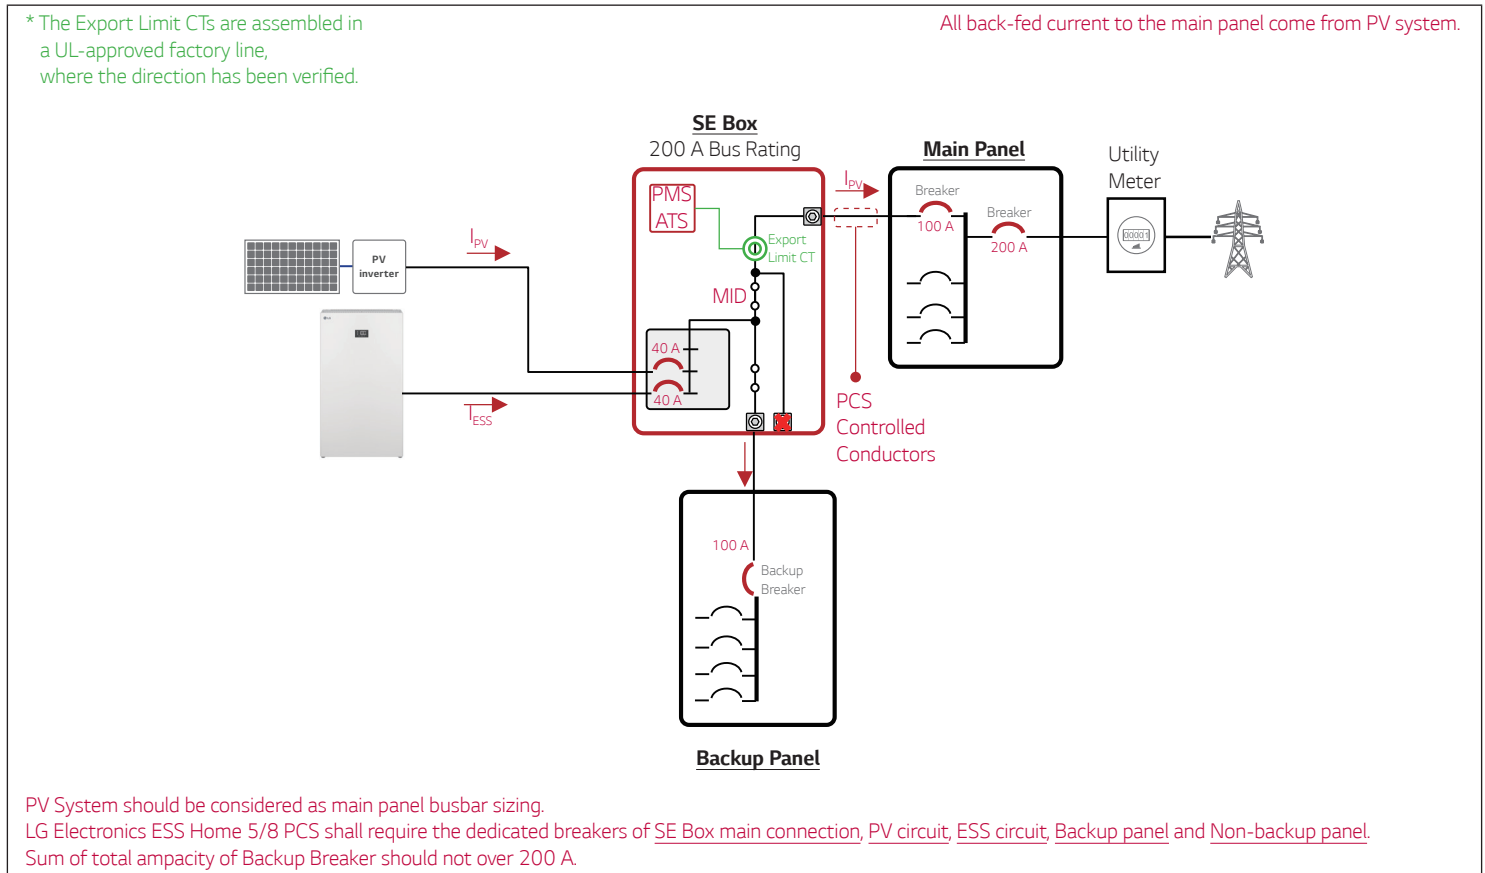 * The Export Limit CTs are assembled in
a UL-approved factory line,
where the direction has been verified.
All back-fed current to the main panel come from PV system.
SE Box
200 A Bus Rating
Main Panel
Utility
Meter
PMS
ATS
IPV
Breaker
100 A
Breaker
200 A
00001
Export
Limit CT
IPV
PV
inverter
MID
LG
40 A
40 A
IESS
PCS
Controlled
Conductors
100 A
Backup
Breaker
Backup Panel
PV System should be considered as main panel busbar sizing.
LG Electronics ESS Home 5/8 PCS shall require the dedicated breakers of SE Box main connection, PV circuit, ESS circuit, Backup panel and Non-backup panel.
Sum of total ampacity of Backup Breaker should not over 200 A.